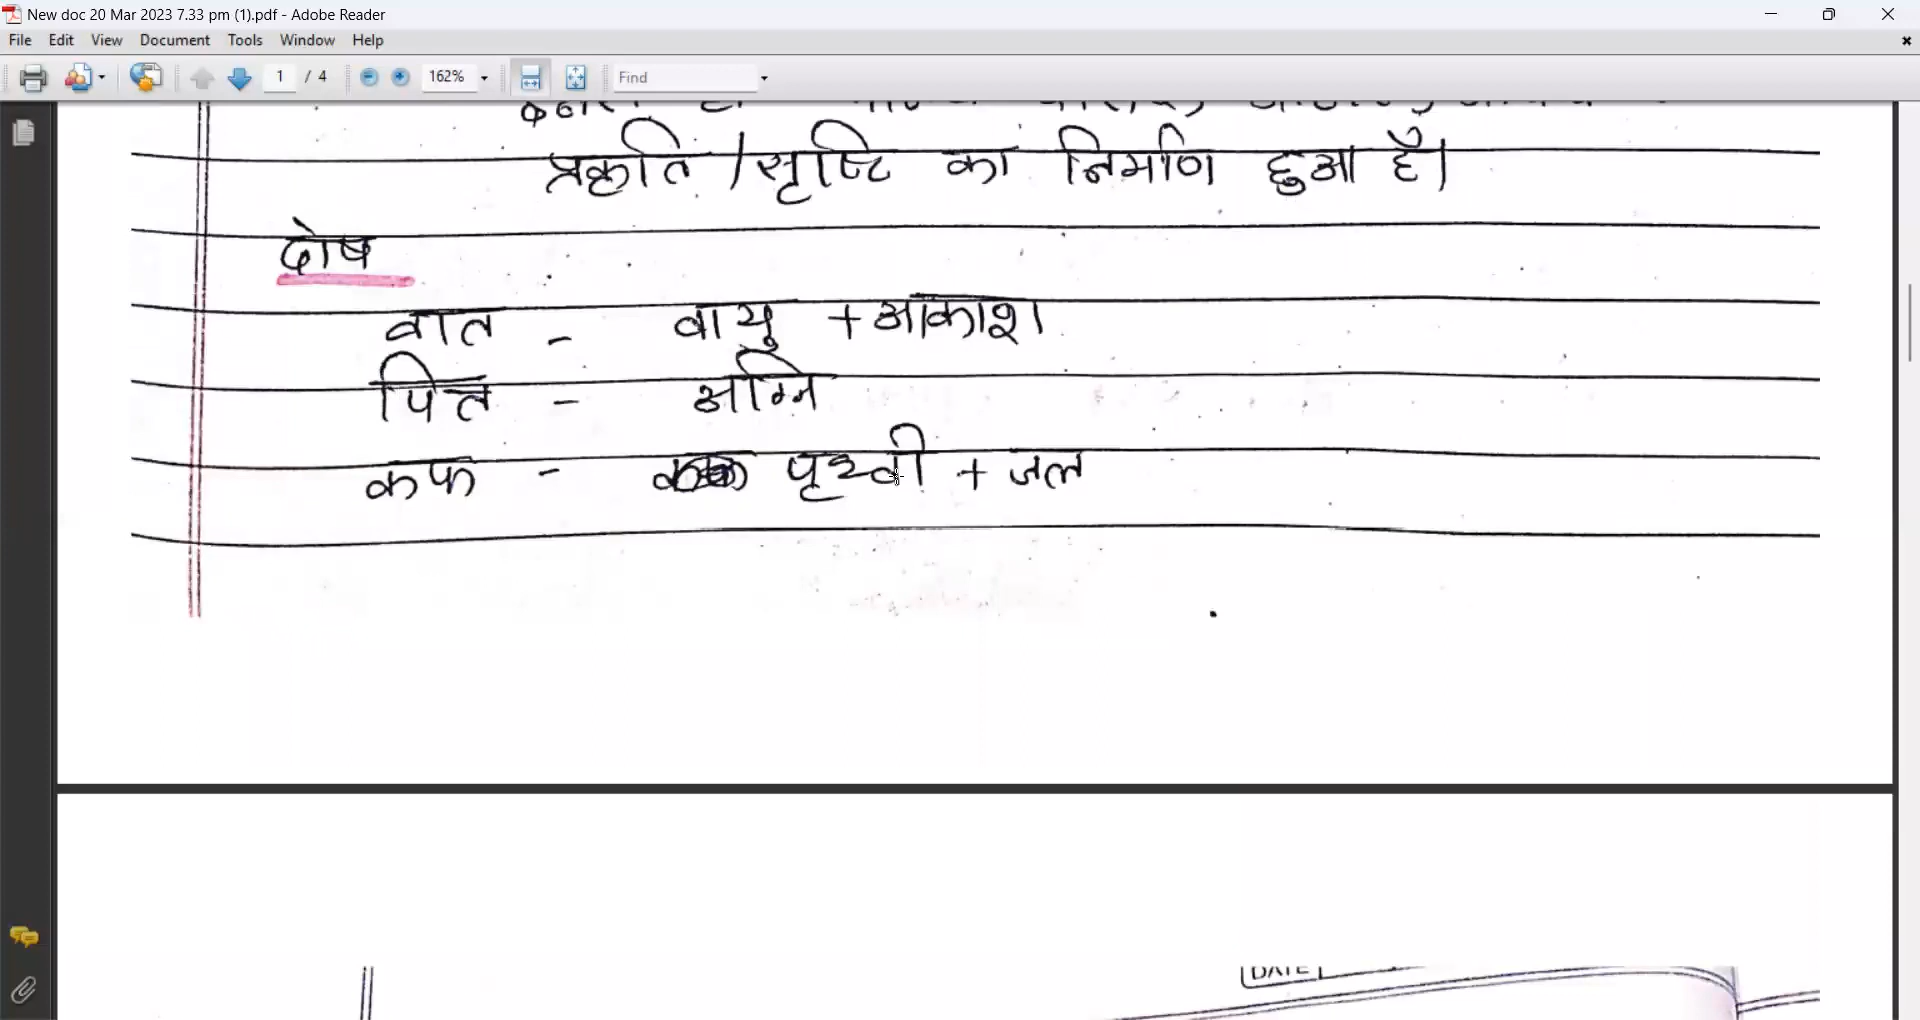 New doc 20 Mar 2023 7.33 pm (1).pdf - Adobe Reader
File Edit View Document Tools Window Help
1 / 4 162% Find
प्रकृति / सृष्टि का निर्माण हुआ है।
दोष
वात - वायु + आकाश
पित - अग्नि
कफ - पृथ्वी + जल
DATE